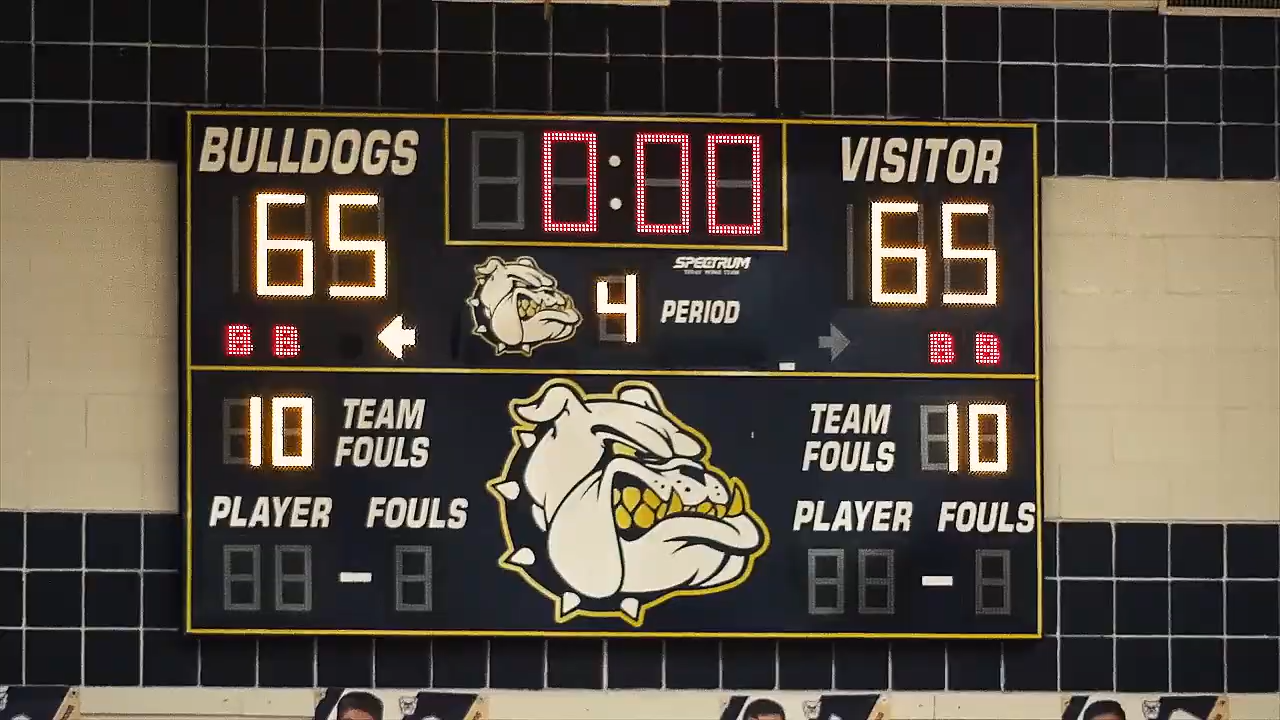 BULLDOGS 0:00 VISITOR
65 65
SPECTRUM
4 PERIOD
B B B B
10 TEAM FOULS TEAM FOULS 10
PLAYER FOULS PLAYER FOULS
- -